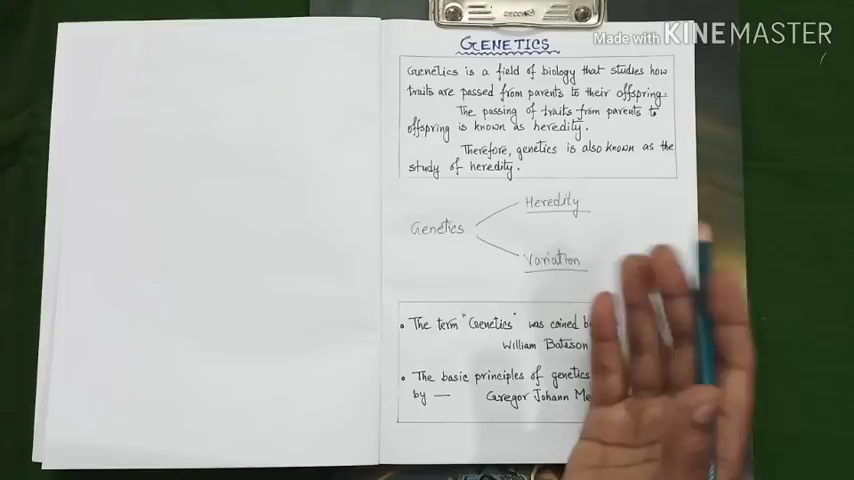 GENETICS
Made with KINEMASTER
Genetics is a field of biology that studies how
traits are passed from parents to their offspring.
The passing of traits from parents to
offspring is known as heredity.
Therefore, genetics is also known as the
study of heredity.
Heredity
Genetics
Variation
• The term "Genetics" was coined
William Bateson
• The basic principles of genetics
by — Gregor Johann